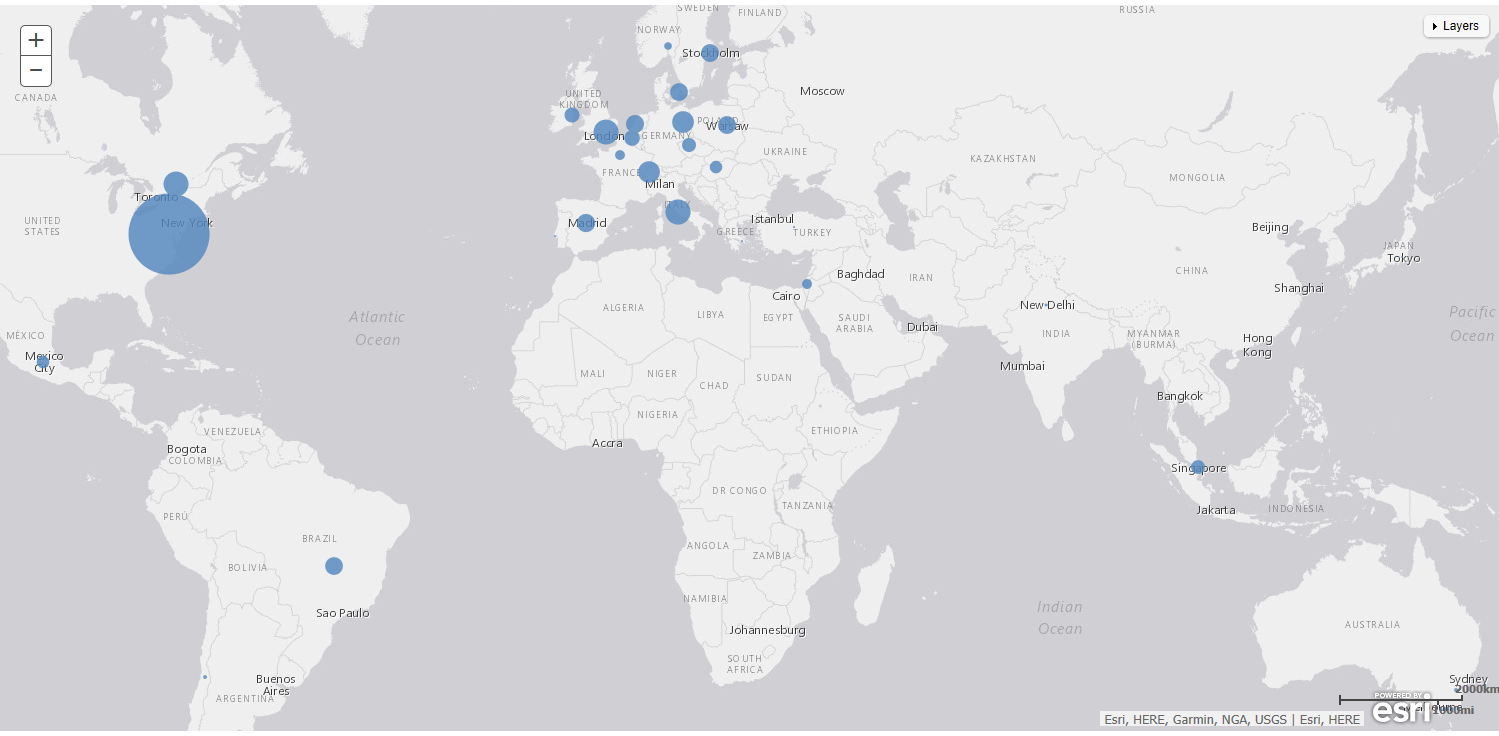 SWEDEN
FINLAND
RUSSIA
+
Layers
NORWAY
Stockholm
−
Moscow
CANADA
UNITED
KINGDOM
POLAND
Warsaw
London
GERMANY
UKRAINE
KAZAKHSTAN
MONGOLIA
FRANCE
Milan
Toronto
ITALY
UNITED
STATES
New York
Madrid
Istanbul
GREECE
TURKEY
Beijing
JAPAN
Tokyo
CHINA
Baghdad
IRAN
Shanghai
Cairo
ALGERIA
LIBYA
EGYPT
SAUDI
ARABIA
New Delhi
Atlantic
Ocean
Pacific
Ocean
Dubai
INDIA
MYANMAR
(BURMA)
Hong
Kong
MÉXICO
Mexico
City
Mumbai
MALI
NIGER
CHAD
SUDAN
Bangkok
NIGERIA
ETHIOPIA
VENEZUELA
Bogota
COLOMBIA
Accra
Singapore
DR CONGO
TANZANIA
Jakarta
INDONESIA
PERÚ
BRAZIL
ANGOLA
ZAMBIA
BOLIVIA
NAMIBIA
Indian
Ocean
Sao Paulo
Johannesburg
AUSTRALIA
SOUTH
AFRICA
Buenos
Aires
ARGENTINA
Sydney
2000km
POWERED BY
esri
1000mi
Esri, HERE, Garmin, NGA, USGS | Esri, HERE